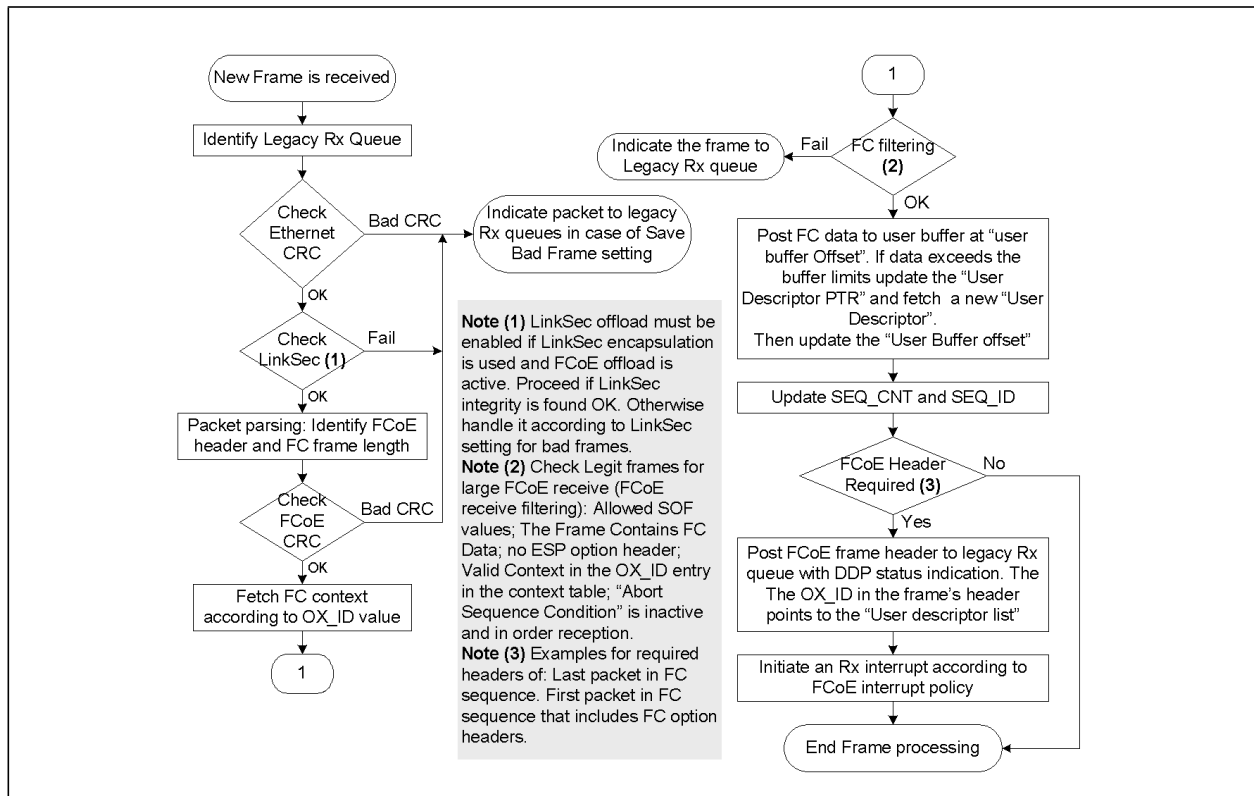 New Frame is received
Identify Legacy Rx Queue
Check
Ethernet
CRC
Bad CRC
OK
Indicate packet to legacy
Rx queues in case of Save
Bad Frame setting
Check
LinkSec (1)
Fail
OK
Packet parsing: Identify FCoE
header and FC frame length
Check
FCoE
CRC
Bad CRC
OK
Fetch FC context
according to OX_ID value
1
Note (1) LinkSec offload must be
enabled if LinkSec encapsulation
is used and FCoE offload is
active. Proceed if LinkSec
integrity is found OK. Otherwise
handle it according to LinkSec
setting for bad frames.
Note (2) Check Legit frames for
large FCoE receive (FCoE
receive filtering): Allowed SOF
values; The Frame Contains FC
Data; no ESP option header;
Valid Context in the OX_ID entry
in the context table; “Abort
Sequence Condition” is inactive
and in order reception.
Note (3) Examples for required
headers of: Last packet in FC
sequence. First packet in FC
sequence that includes FC option
headers.
1
FC filtering
(2)
Fail
Indicate the frame to
Legacy Rx queue
OK
Post FC data to user buffer at “user
buffer Offset”. If data exceeds the
buffer limits update the “User
Descriptor PTR” and fetch a new “User
Descriptor”.
Then update the “User Buffer offset”
Update SEQ_CNT and SEQ_ID
FCoE Header
Required (3)
No
Yes
Post FCoE frame header to legacy Rx
queue with DDP status indication. The
The OX_ID in the frame’s header
points to the “User descriptor list”
Initiate an Rx interrupt according to
FCoE interrupt policy
End Frame processing